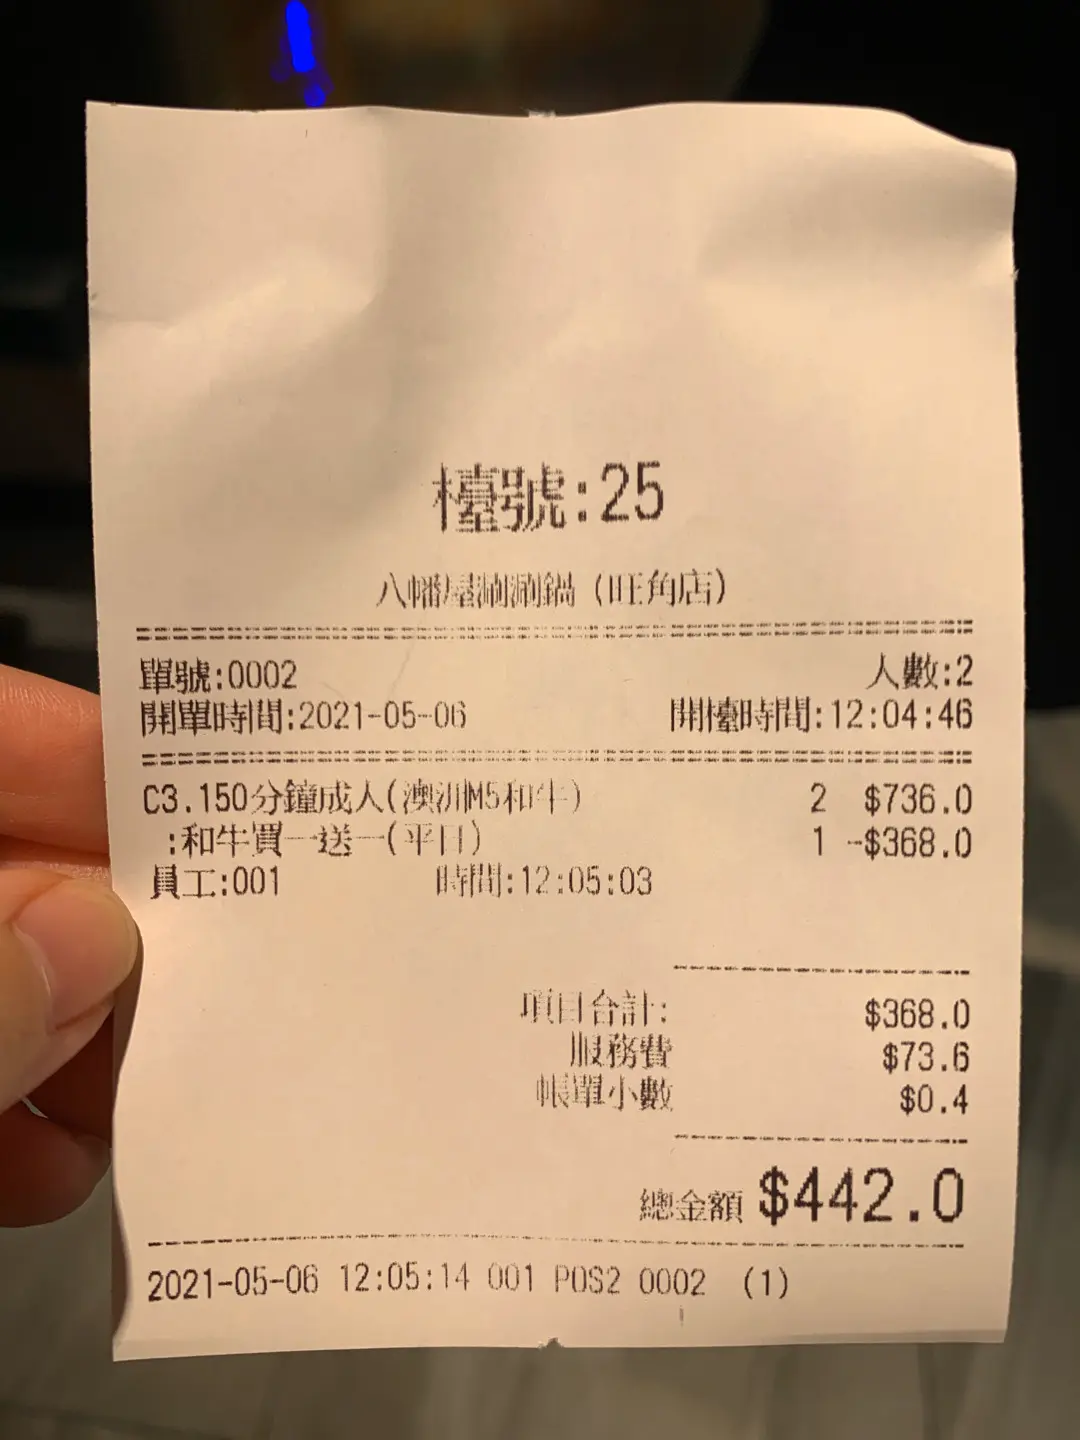 檯號:25
八幡屋涮涮鍋 (旺角店)
單號:0002 人數:2
開單時間:2021-05-06 開檯時間:12:04:46
C3.150分鐘成人(澳洲M5和牛) 2 $736.0
:和牛買一送一(平日) 1 -$368.0
員工:001 時間:12:05:03
項目合計: $368.0
服務費 $73.6
帳單小數 $0.4
總金額 $442.0
2021-05-06 12:05:14 001 POS2 0002 (1)